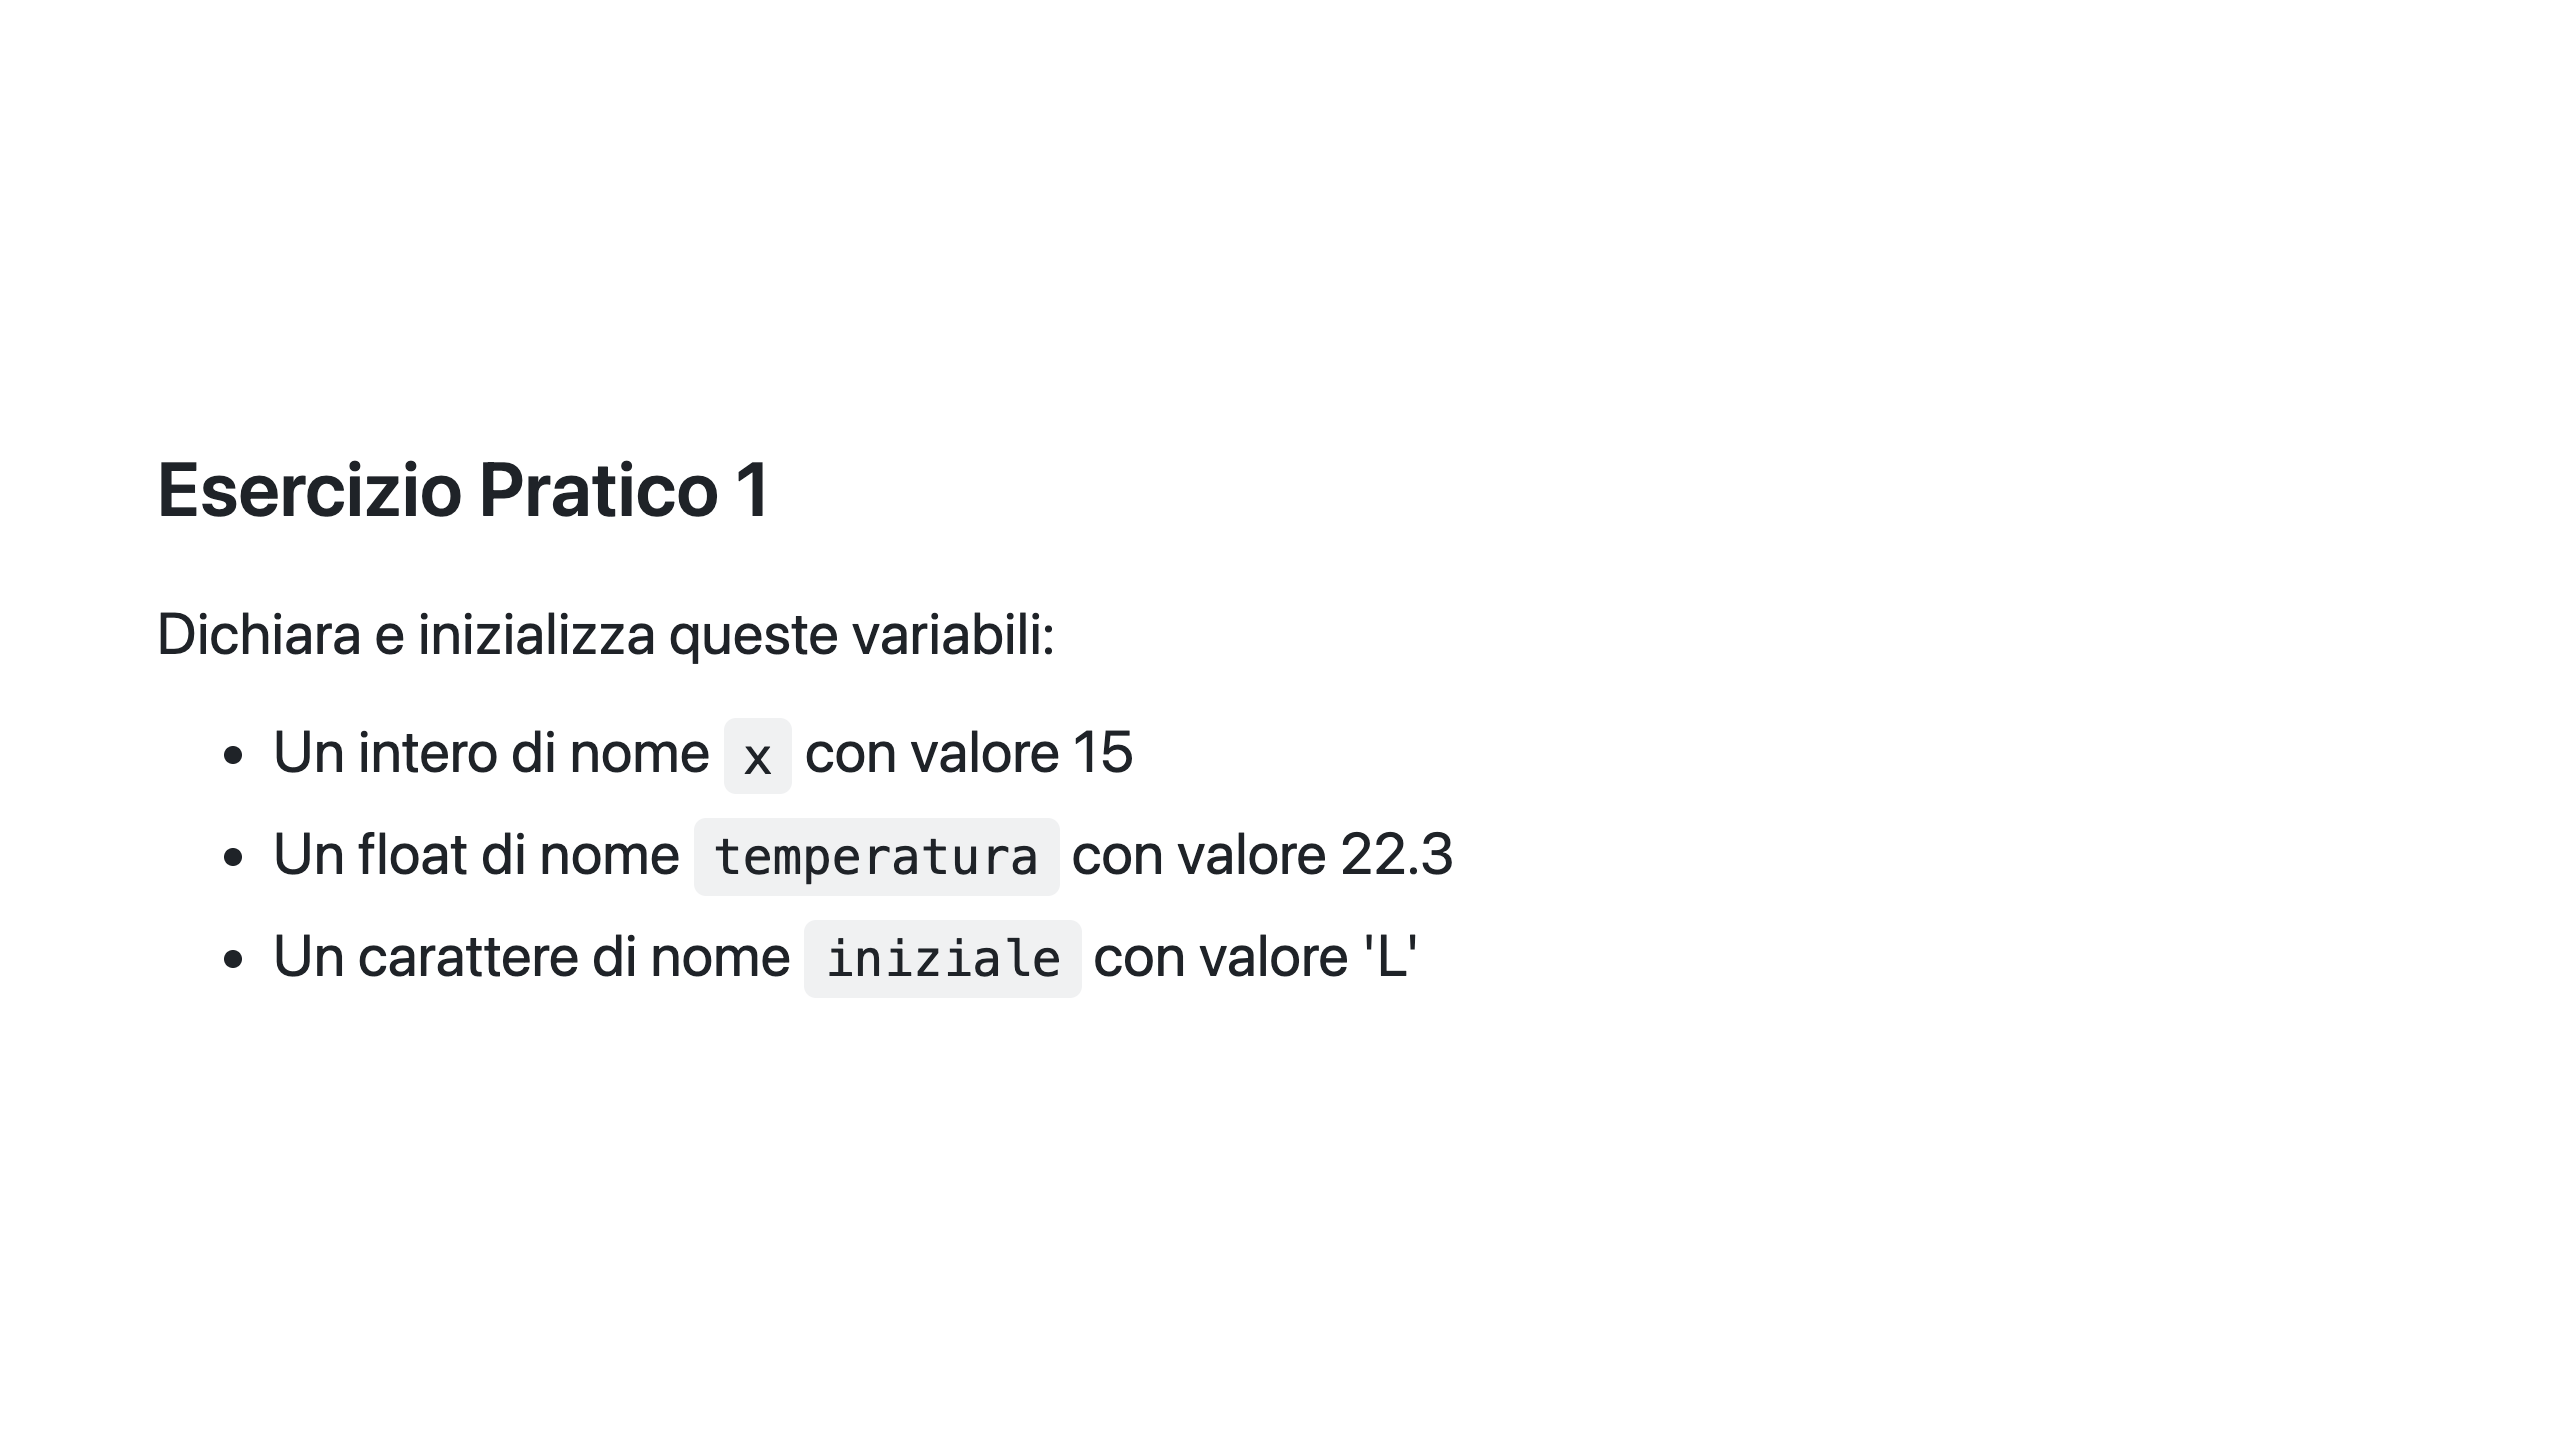 Esercizio Pratico 1
Dichiara e inizializza queste variabili:
• Un intero di nome x con valore 15
• Un float di nome temperatura con valore 22.3
• Un carattere di nome iniziale con valore 'L'